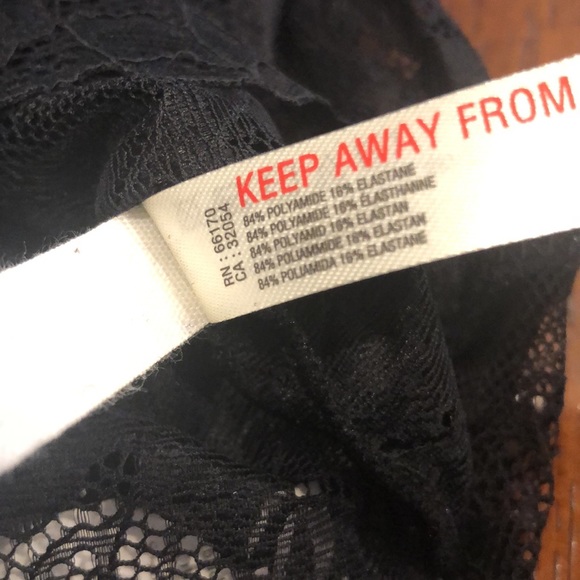 KEEP AWAY FROM
84% POLYAMIDE 16% ELASTANE
84% POLYAMIDE 16% ELASTHANNE
84% POLYAMID 16% ELASTAN
84% POLIAMMIDE 16% ELASTAN
84% POLIAMIDA 16% ELASTANE
RN : 66170
CA : 32054